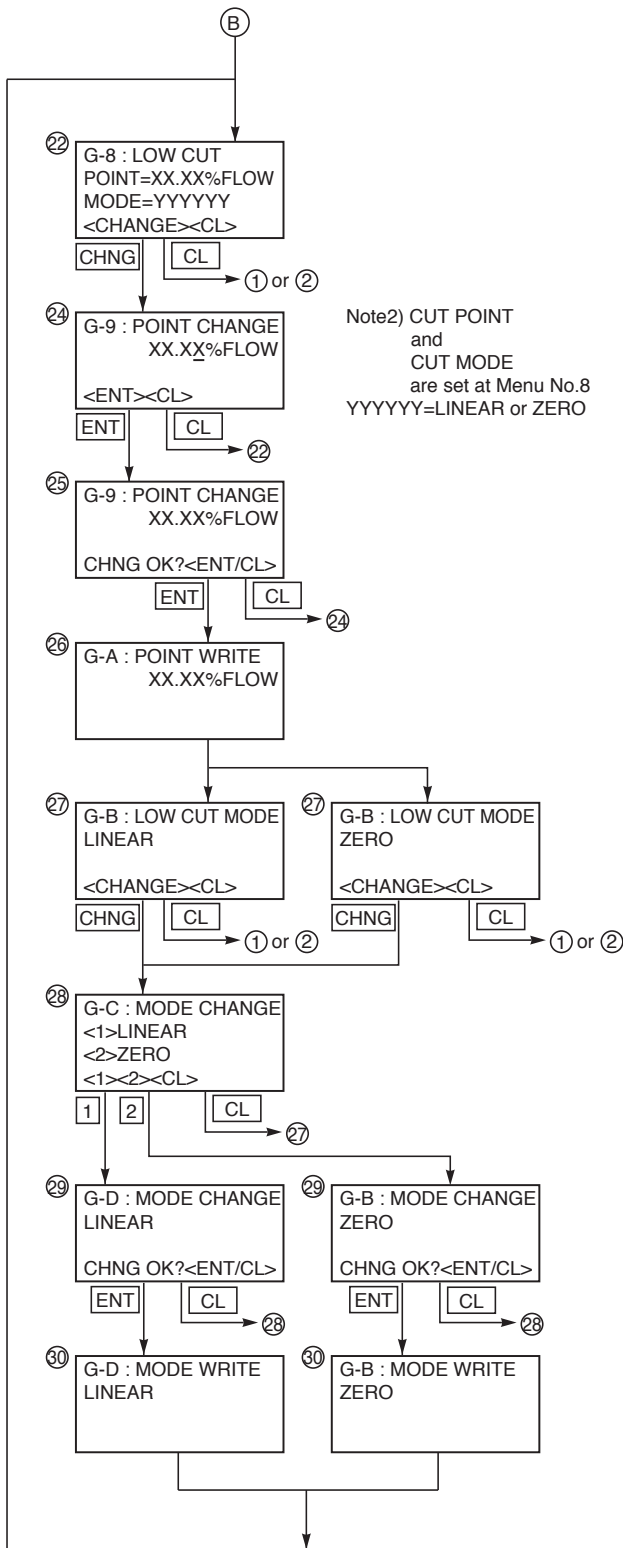 B
22
G-8 : LOW CUT
POINT=XX.XX%FLOW
MODE=YYYYYY
<CHANGE><CL>
CHNG
CL
1 or 2
24
G-9 : POINT CHANGE
XX.XX%FLOW
<ENT><CL>
ENT
CL
22
Note2) CUT POINT
and
CUT MODE
are set at Menu No.8
YYYYYY=LINEAR or ZERO
25
G-9 : POINT CHANGE
XX.XX%FLOW
CHNG OK?<ENT/CL>
ENT
CL
24
26
G-A : POINT WRITE
XX.XX%FLOW
27
G-B : LOW CUT MODE
LINEAR
<CHANGE><CL>
CHNG
CL
1 or 2
27
G-B : LOW CUT MODE
ZERO
<CHANGE><CL>
CHNG
CL
1 or 2
28
G-C : MODE CHANGE
<1>LINEAR
<2>ZERO
<1><2><CL>
1
2
CL
27
29
G-D : MODE CHANGE
LINEAR
CHNG OK?<ENT/CL>
ENT
CL
28
29
G-B : MODE CHANGE
ZERO
CHNG OK?<ENT/CL>
ENT
CL
28
30
G-D : MODE WRITE
LINEAR
30
G-B : MODE WRITE
ZERO